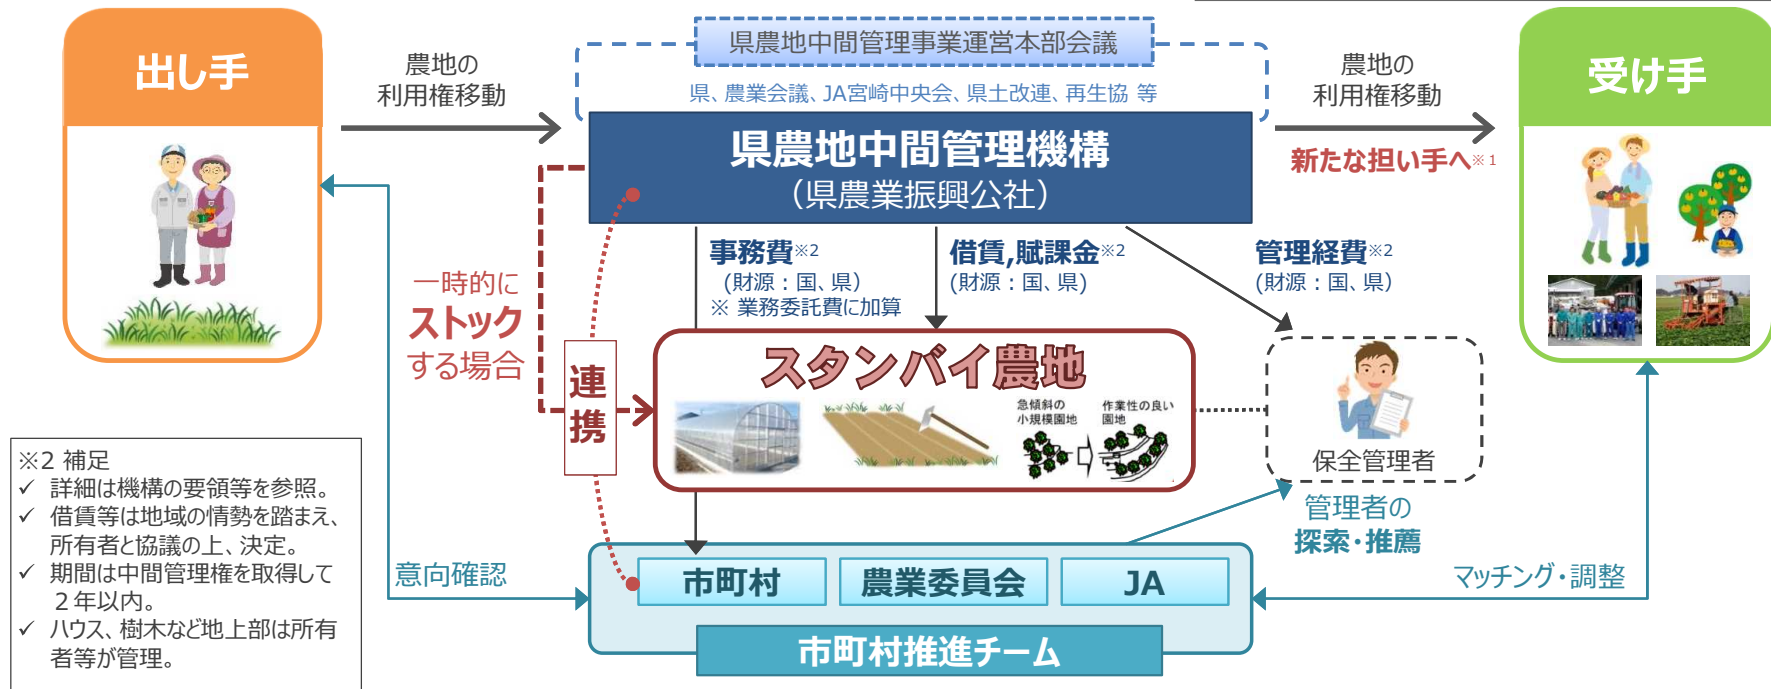 県農地中間管理事業運営本部会議
県、農業会議、JA宮崎中央会、県土改連、再生協 等
出し手
農地の
利用権移動
県農地中間管理機構
（県農業振興公社）
農地の
利用権移動
新たな担い手へ※1
受け手
一時的に
ストック
する場合
連携
事務費※2
(財源：国、県)
※ 業務委託費に加算
借賃,賦課金※2
(財源：国、県)
管理経費※2
(財源：国、県)
スタンバイ農地
急傾斜の
小規模園地
作業性の良い
園地
保全管理者
管理者の
探索・推薦
※2 補足
✓ 詳細は機構の要領等を参照。
✓ 借賃等は地域の情勢を踏まえ、
所有者と協議の上、決定。
✓ 期間は中間管理権を取得して
２年以内。
✓ ハウス、樹木など地上部は所有
者等が管理。
意向確認
市町村
農業委員会
JA
市町村推進チーム
マッチング・調整